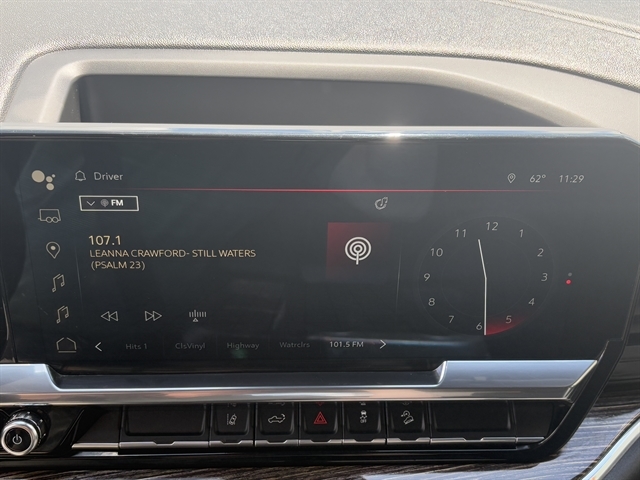 Driver
62° 11:29
FM
107.1
LEANNA CRAWFORD- STILL WATERS
(PSALM 23)
12
11 1
10 2
9 3
8 4
7 5
6
Hits 1 ClsVinyl Highway Watrclrs 101.5 FM